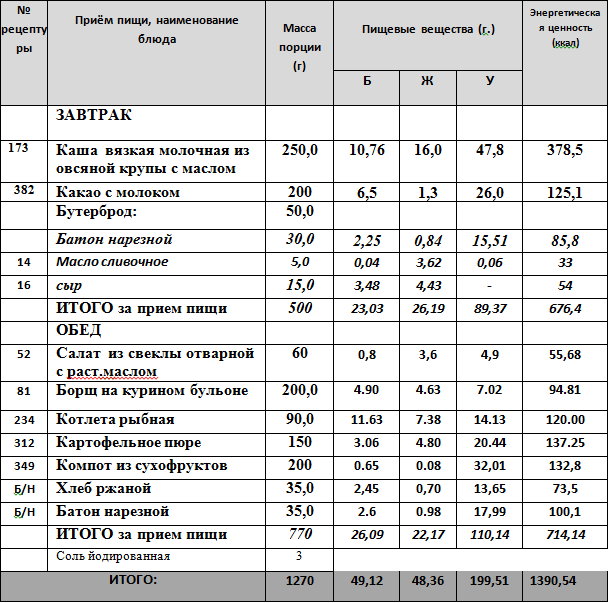 № рецепту ры Приём пищи, наименование блюда Масса порции (г) Пищевые вещества (г.) Энергетическа я ценность (ккал)
Б Ж У
ЗАВТРАК
173 Каша вязкая молочная из овсяной крупы с маслом 250,0 10,76 16,0 47,8 378,5
382 Какао с молоком 200 6,5 1,3 26,0 125,1
Бутерброд: 50,0
Батон нарезной 30,0 2,25 0,84 15,51 85,8
14 Масло сливочное 5,0 0,04 3,62 0,06 33
16 сыр 15,0 3,48 4,43 - 54
ИТОГО за прием пищи 500 23,03 26,19 89,37 676,4
ОБЕД
52 Салат из свеклы отварной с раст.маслом 60 0,8 3,6 4,9 55,68
81 Борщ на курином бульоне 200,0 4.90 4.63 7.02 94.81
234 Котлета рыбная 90,0 11.63 7.38 14.13 120.00
312 Картофельное пюре 150 3.06 4.80 20.44 137.25
349 Компот из сухофруктов 200 0.65 0.08 32,01 132,8
Б/Н Хлеб ржаной 35,0 2,45 0,70 13,65 73,5
Б/Н Батон нарезной 35,0 2.6 0.98 17,99 100,1
ИТОГО за прием пищи 770 26,09 22,17 110,14 714,14
Соль йодированная 3
ИТОГО: 1270 49,12 48,36 199,51 1390,54